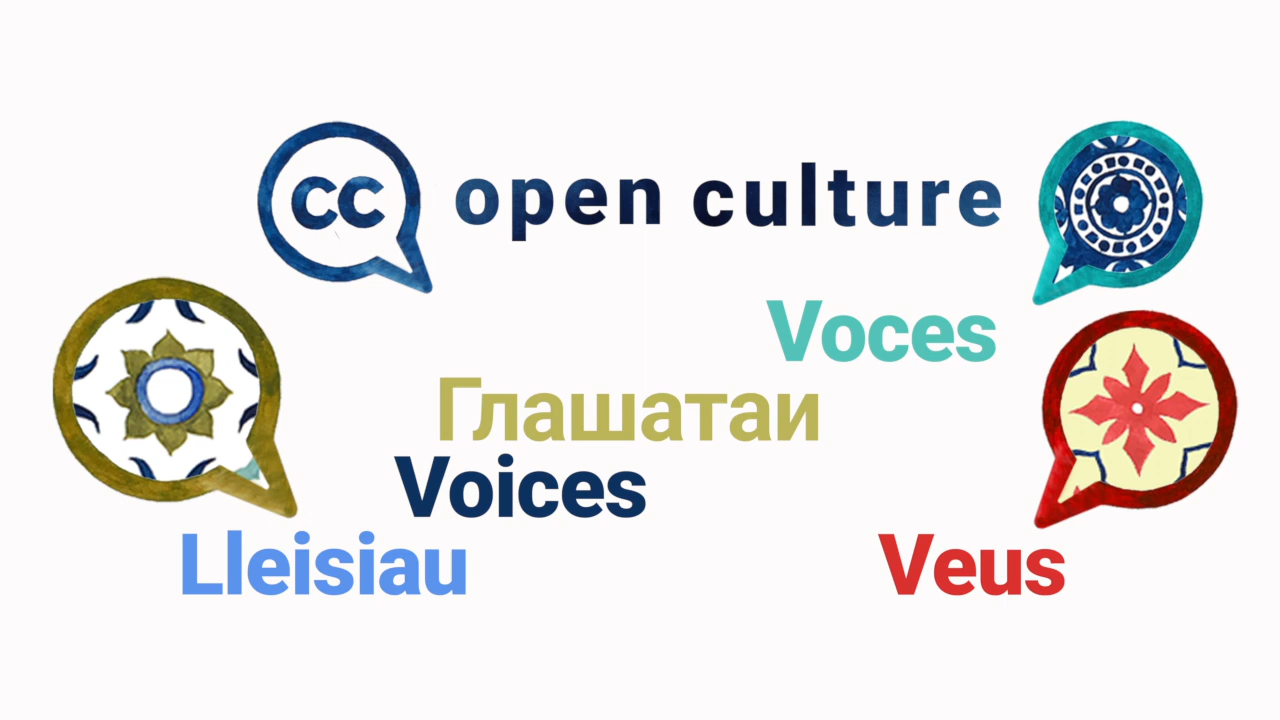 cc open culture
Voces
Глашатаи
Voices
Lleisiau
Veus